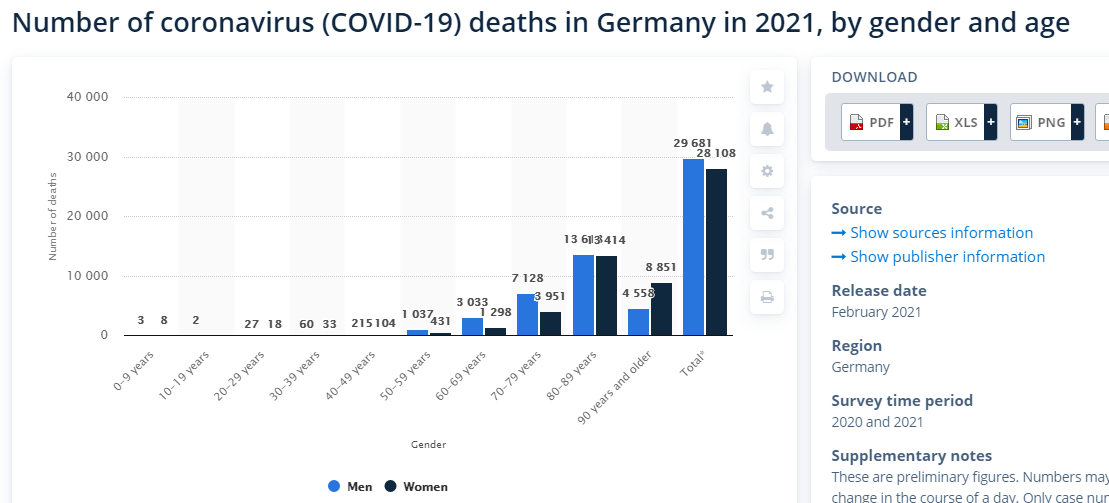 Number of coronavirus (COVID-19) deaths in Germany in 2021, by gender and age
40 000
30 000
20 000
10 000
0
Number of deaths
3 8 2 27 18 60 33 215 104 1 037 431 3 033 1 298 7 128 3 951 13 414 4 558 8 851 29 681 28 108
0–9 years
10–19 years
20–29 years
30–39 years
40–49 years
50–59 years
60–69 years
70–79 years
80–89 years
90 years and older
Total*
Gender
Men Women
DOWNLOAD
PDF + XLS + PNG +
Source
→ Show sources information
→ Show publisher information
Release date
February 2021
Region
Germany
Survey time period
2020 and 2021
Supplementary notes
These are preliminary figures. Numbers may
change in the course of a day. Only case